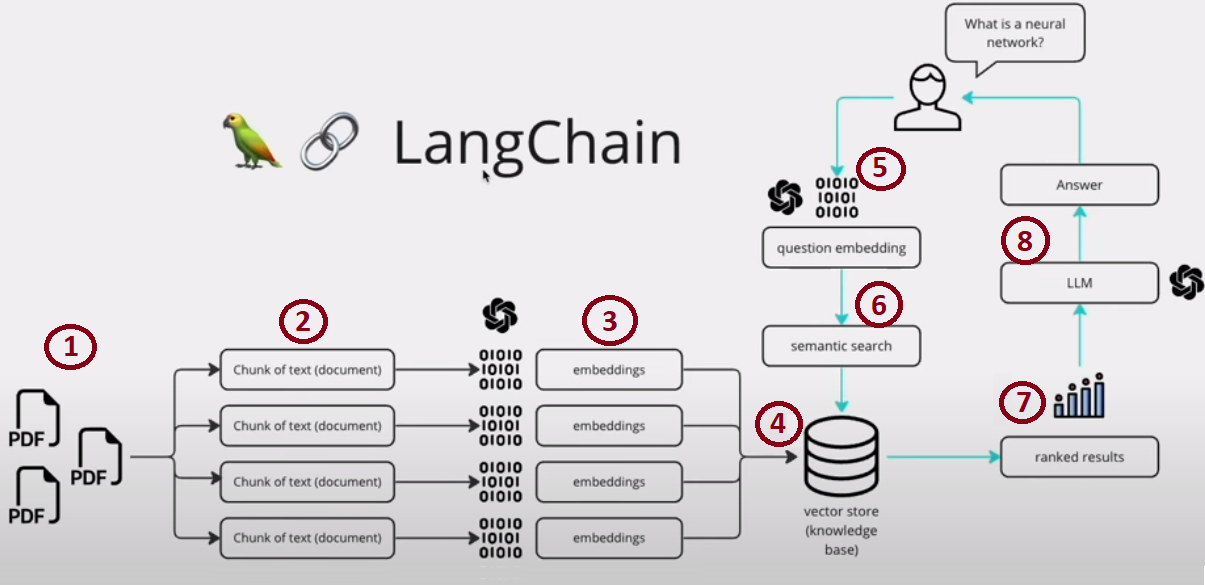 What is a neural
network?
LangChain
5
01010
10101
01010
Answer
question embedding
8
LLM
6
semantic search
1
2
3
Chunk of text (document)
01010
10101
01010
embeddings
PDF
PDF
PDF
Chunk of text (document)
01010
10101
01010
embeddings
Chunk of text (document)
01010
10101
01010
embeddings
Chunk of text (document)
01010
10101
01010
embeddings
4
vector store
(knowledge
base)
7
ranked results